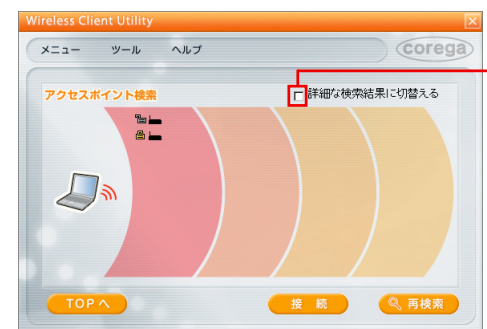 Wireless Client Utility
メニュー ツール ヘルプ corega
アクセスポイント検索 詳細な検索結果に切替える
TOPへ 接 続 再検索